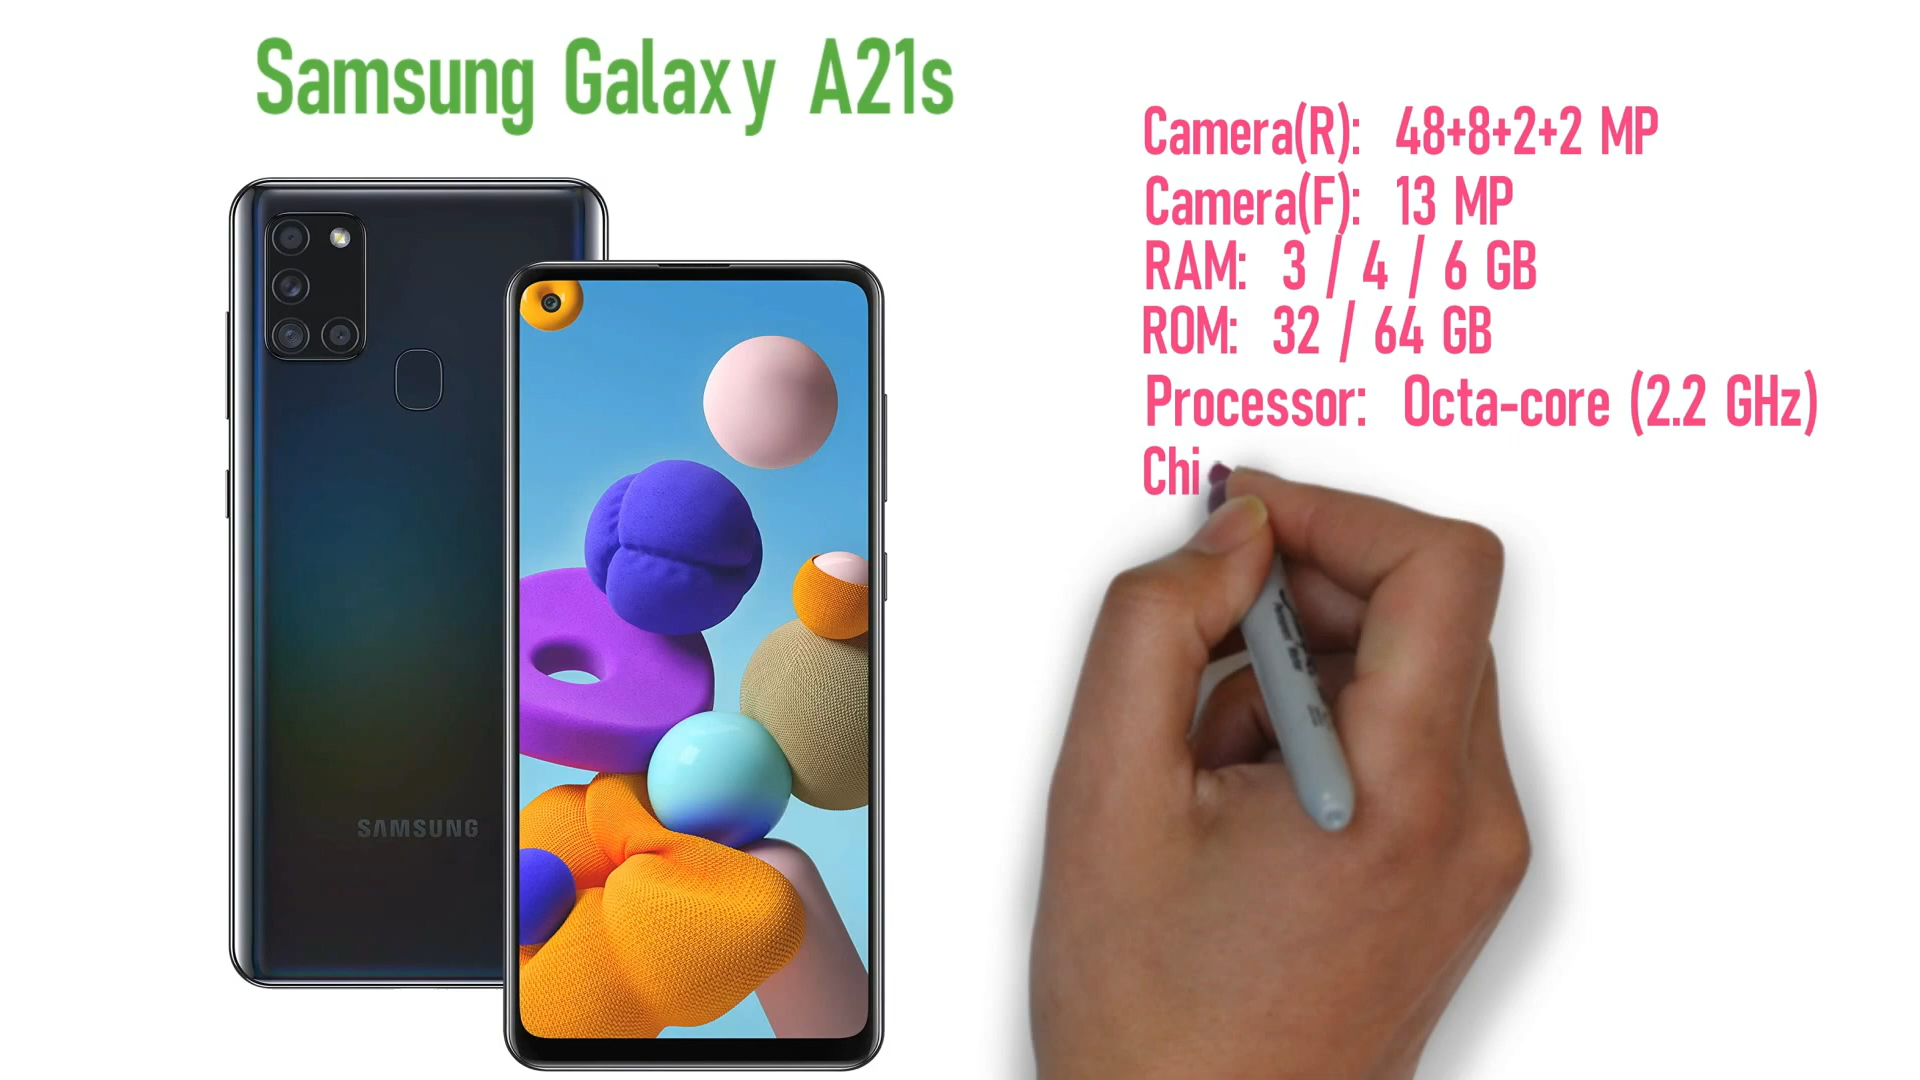 Samsung Galaxy A21s
Camera(R): 48+8+2+2 MP
Camera(F): 13 MP
RAM: 3 / 4 / 6 GB
ROM: 32 / 64 GB
Processor: Octa-core (2.2 GHz)
Chi
SAMSUNG